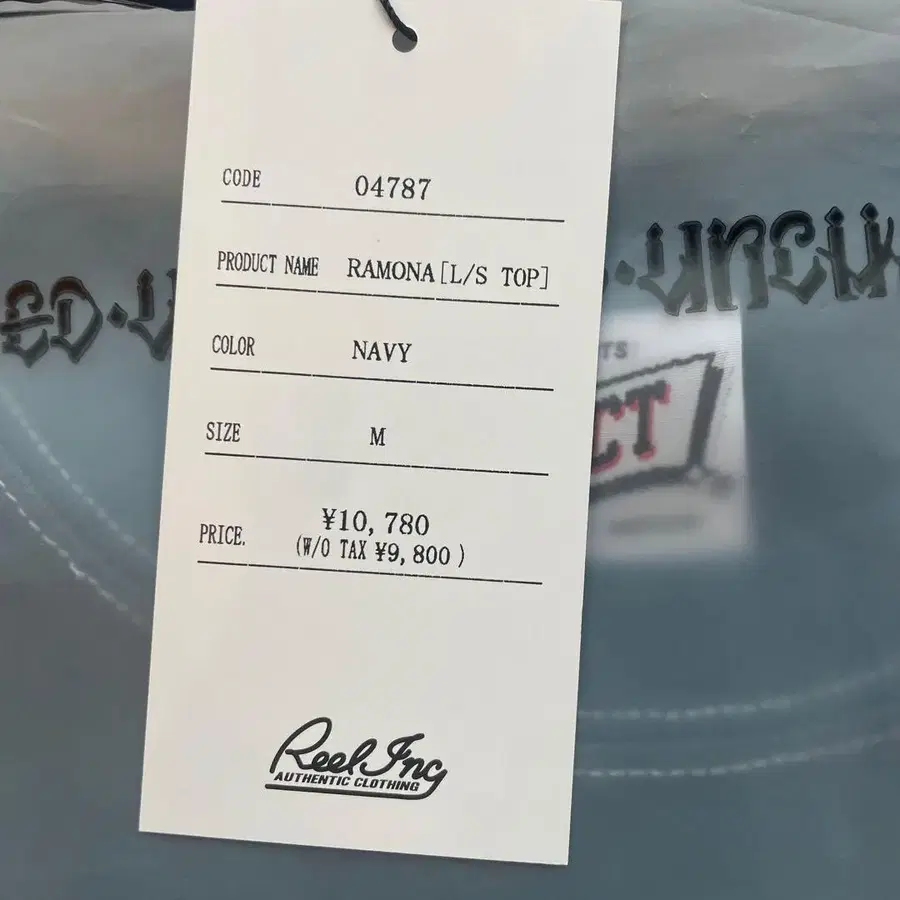 CODE 04787
PRODUCT NAME RAMONA[L/S TOP]
COLOR NAVY
SIZE M
PRICE. ¥10,780
(W/O TAX ¥9,800 )
Reel Inc
AUTHENTIC CLOTHING